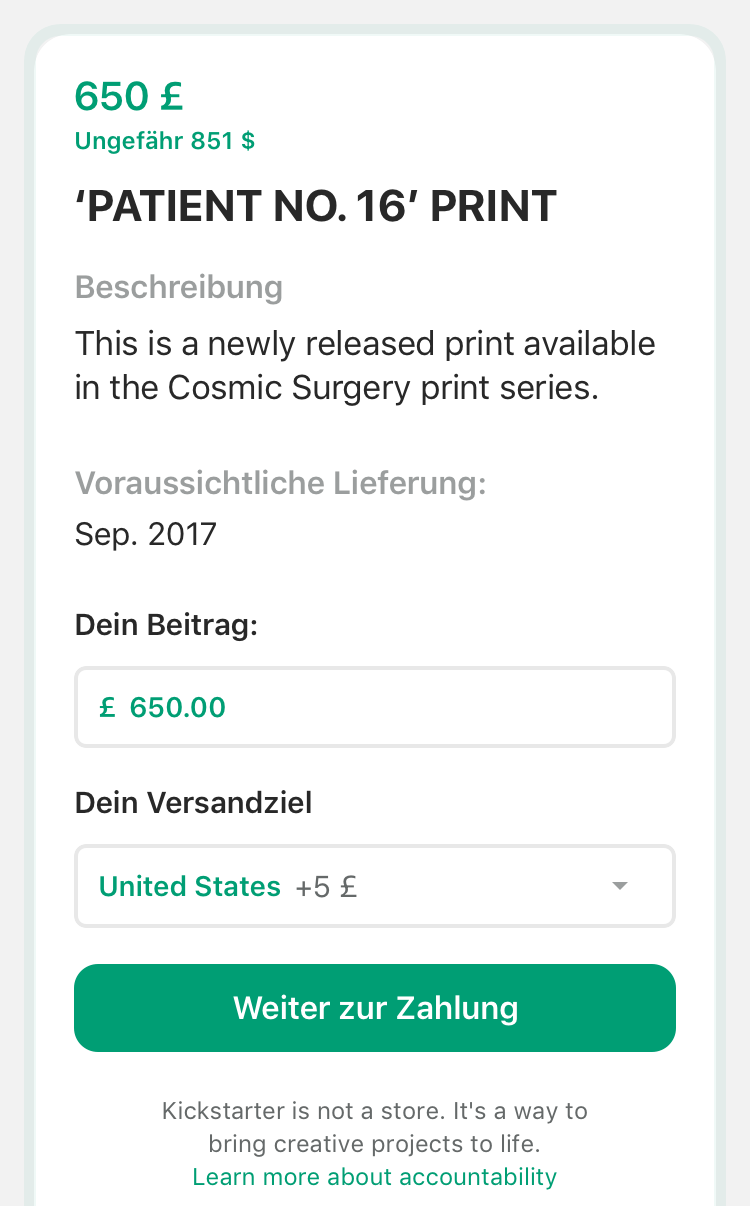 650 £
Ungefähr 851 $
‘PATIENT NO. 16’ PRINT
Beschreibung
This is a newly released print available
in the Cosmic Surgery print series.
Voraussichtliche Lieferung:
Sep. 2017
Dein Beitrag:
£ 650.00
Dein Versandziel
United States +5 £
Weiter zur Zahlung
Kickstarter is not a store. It's a way to
bring creative projects to life.
Learn more about accountability